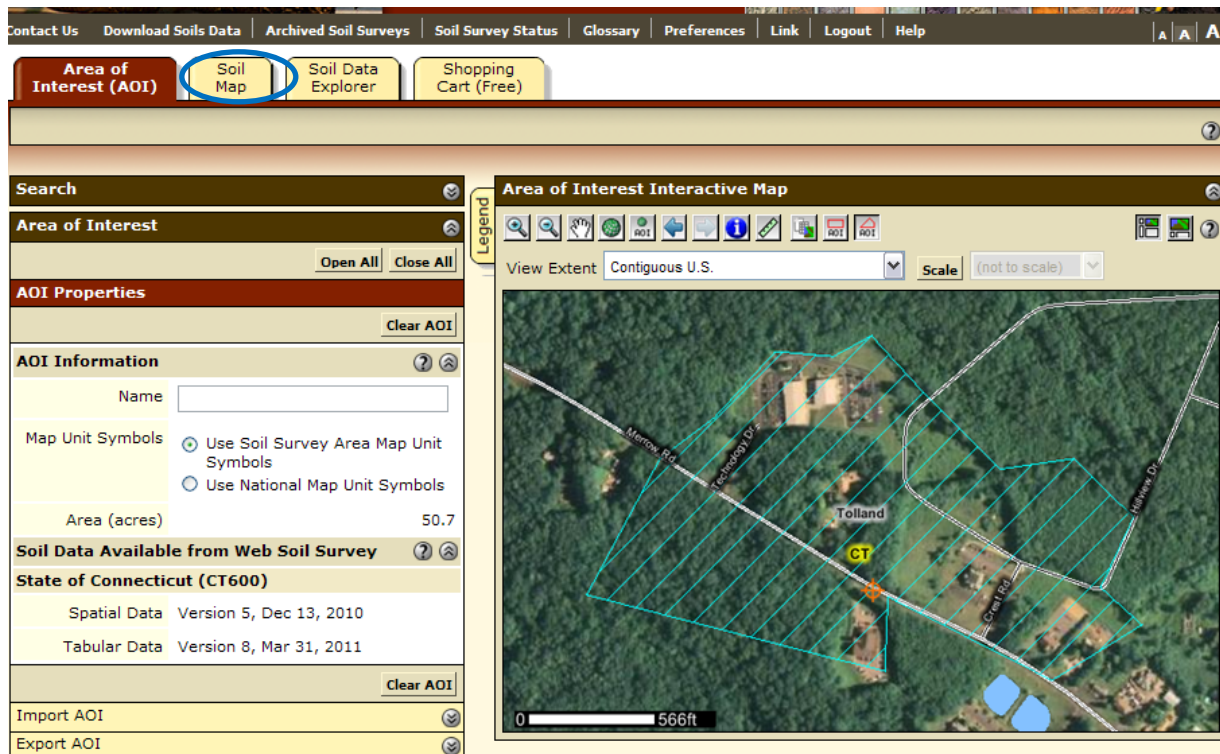 Contact Us Download Soils Data Archived Soil Surveys Soil Survey Status Glossary Preferences Link Logout Help A A A
Area of
Interest (AOI)
Soil
Map
Soil Data
Explorer
Shopping
Cart (Free)
Search
Area of Interest
Open All Close All
AOI Properties
Clear AOI
AOI Information
Name
Map Unit Symbols
Use Soil Survey Area Map Unit
Symbols
Use National Map Unit Symbols
Area (acres) 50.7
Soil Data Available from Web Soil Survey
State of Connecticut (CT600)
Spatial Data Version 5, Dec 13, 2010
Tabular Data Version 8, Mar 31, 2011
Clear AOI
Import AOI
Export AOI
Legend
Area of Interest Interactive Map
AOI AOI AOI
View Extent Contiguous U.S. Scale (not to scale)
Merrow Rd
Technology Dr
Tolland
CT
Crest Rd
Hillview Dr
0 566ft